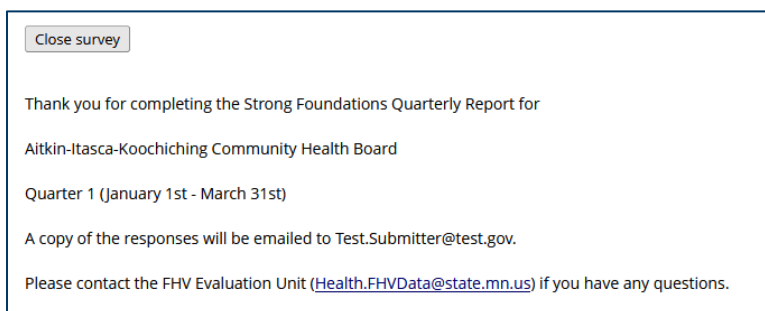 Close survey
Thank you for completing the Strong Foundations Quarterly Report for
Aitkin-Itasca-Koochiching Community Health Board
Quarter 1 (January 1st - March 31st)
A copy of the responses will be emailed to Test.Submitter@test.gov.
Please contact the FHV Evaluation Unit (Health.FHVData@state.mn.us) if you have any questions.